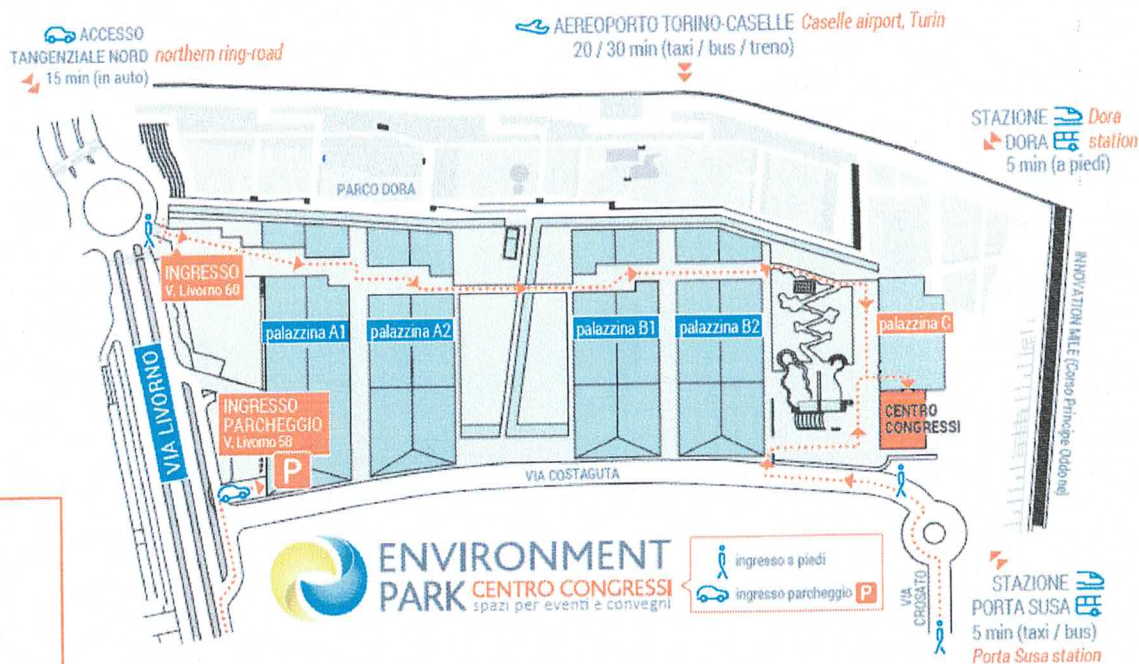 ACCESSO
TANGENZIALE NORD northern ring-road
15 min (in auto)
AEREOPORTO TORINO-CASELLE Caselle airport, Turin
20 / 30 min (taxi / bus / treno)
STAZIONE Dora
DORA station
5 min (a piedi)
PARCO DORA
INGRESSO
V. Livorno 60
palazzina A1
palazzina A2
palazzina B1
palazzina B2
palazzina C
INNOVATION MILE (Corso Principe Oddone)
VIA LIVORNO
INGRESSO
PARCHEGGIO
V. Livorno 58
P
CENTRO
CONGRESSI
VIA COSTAGUTA
ENVIRONMENT
PARK CENTRO CONGRESSI
spazi per eventi e convegni
ingresso a piedi
ingresso parcheggio P
VIA
CROSATO
STAZIONE
PORTA SUSA
5 min (taxi / bus)
Porta Susa station